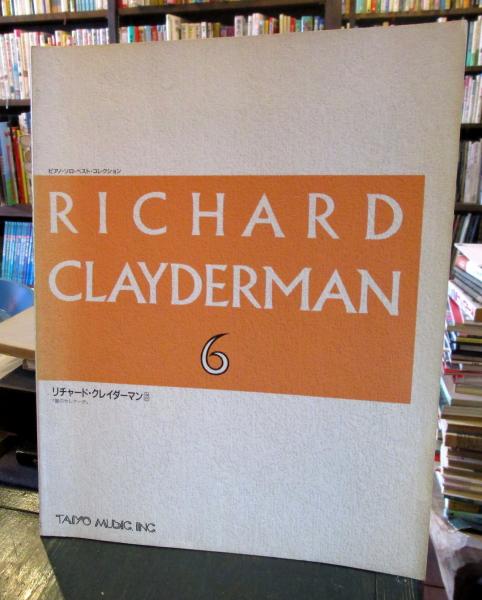 ピアノ・ソロ・ベスト・コレクション
RICHARD
CLAYDERMAN
6
リチャード・クレイダーマン
TAIYO MUSIC, INC.